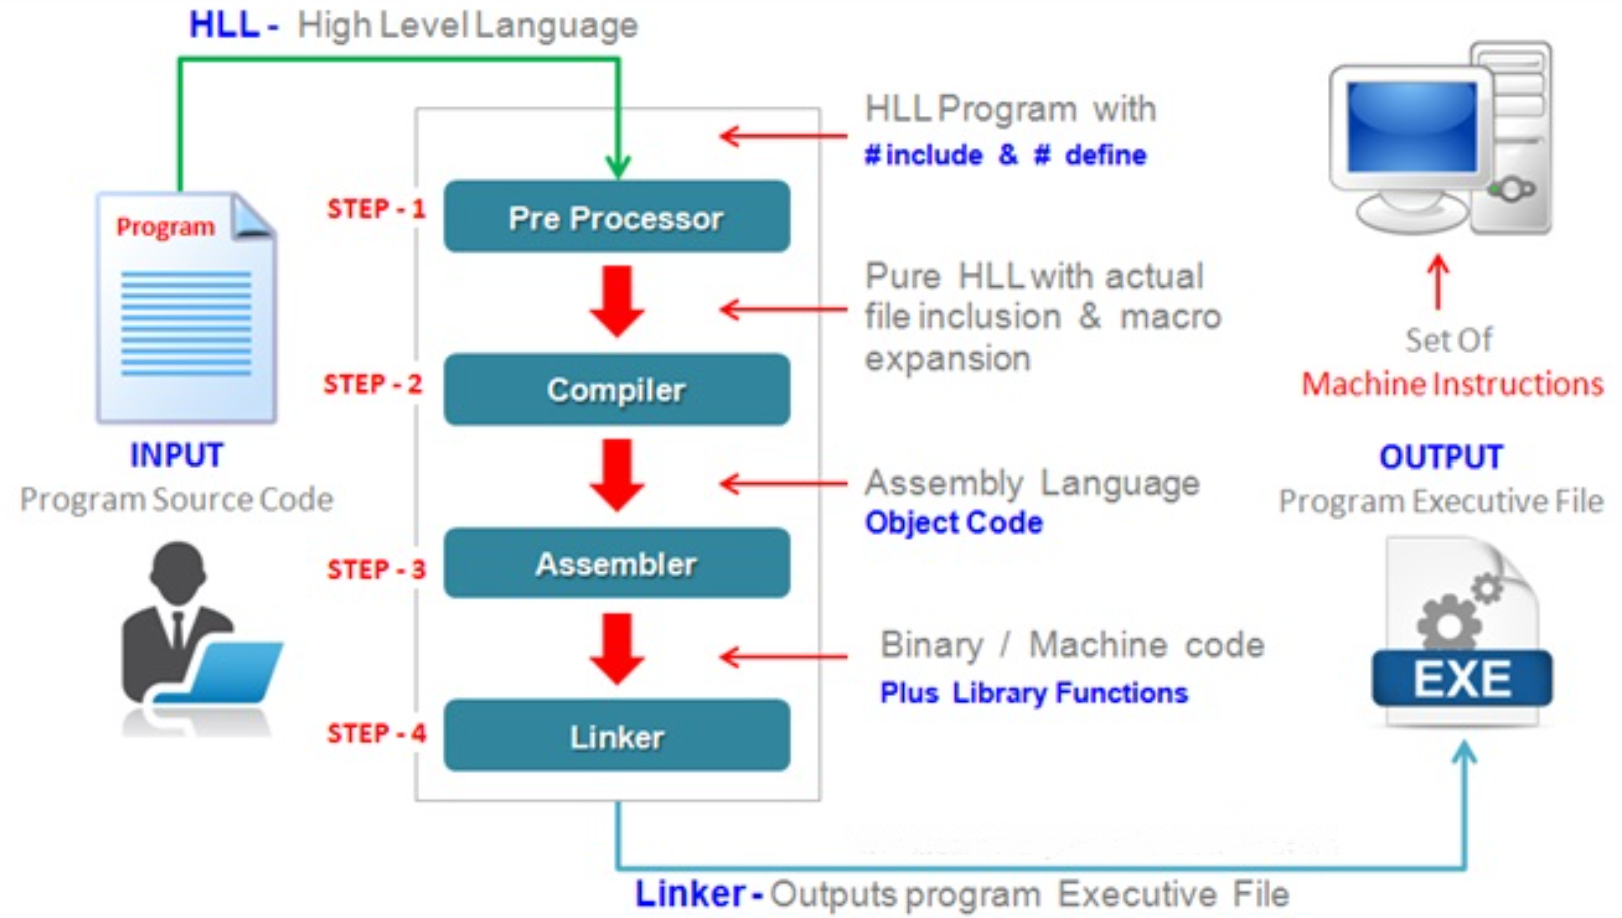 HLL - High Level Language
HLL Program with
# include & # define
STEP - 1
Pre Processor
Program
Pure HLL with actual
file inclusion & macro
expansion
Set Of
Machine Instructions
STEP - 2
Compiler
INPUT
Program Source Code
OUTPUT
Program Executive File
Assembly Language
Object Code
STEP - 3
Assembler
Binary / Machine code
Plus Library Functions
EXE
STEP - 4
Linker
Linker - Outputs program Executive File